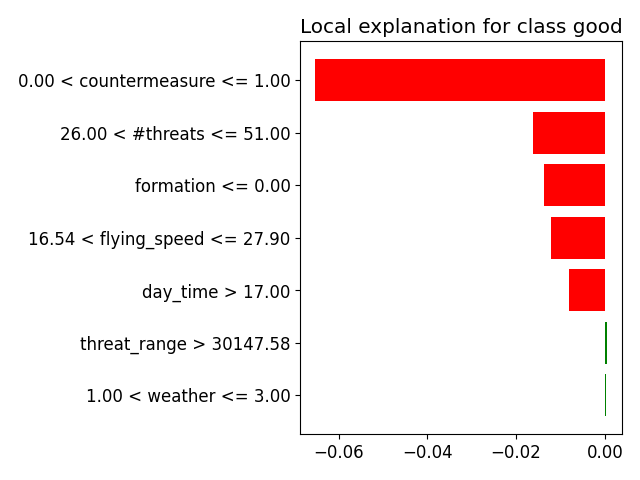 Local explanation for class good
0.00 < countermeasure <= 1.00
26.00 < #threats <= 51.00
formation <= 0.00
16.54 < flying_speed <= 27.90
day_time > 17.00
threat_range > 30147.58
1.00 < weather <= 3.00
−0.06 −0.04 −0.02 0.00